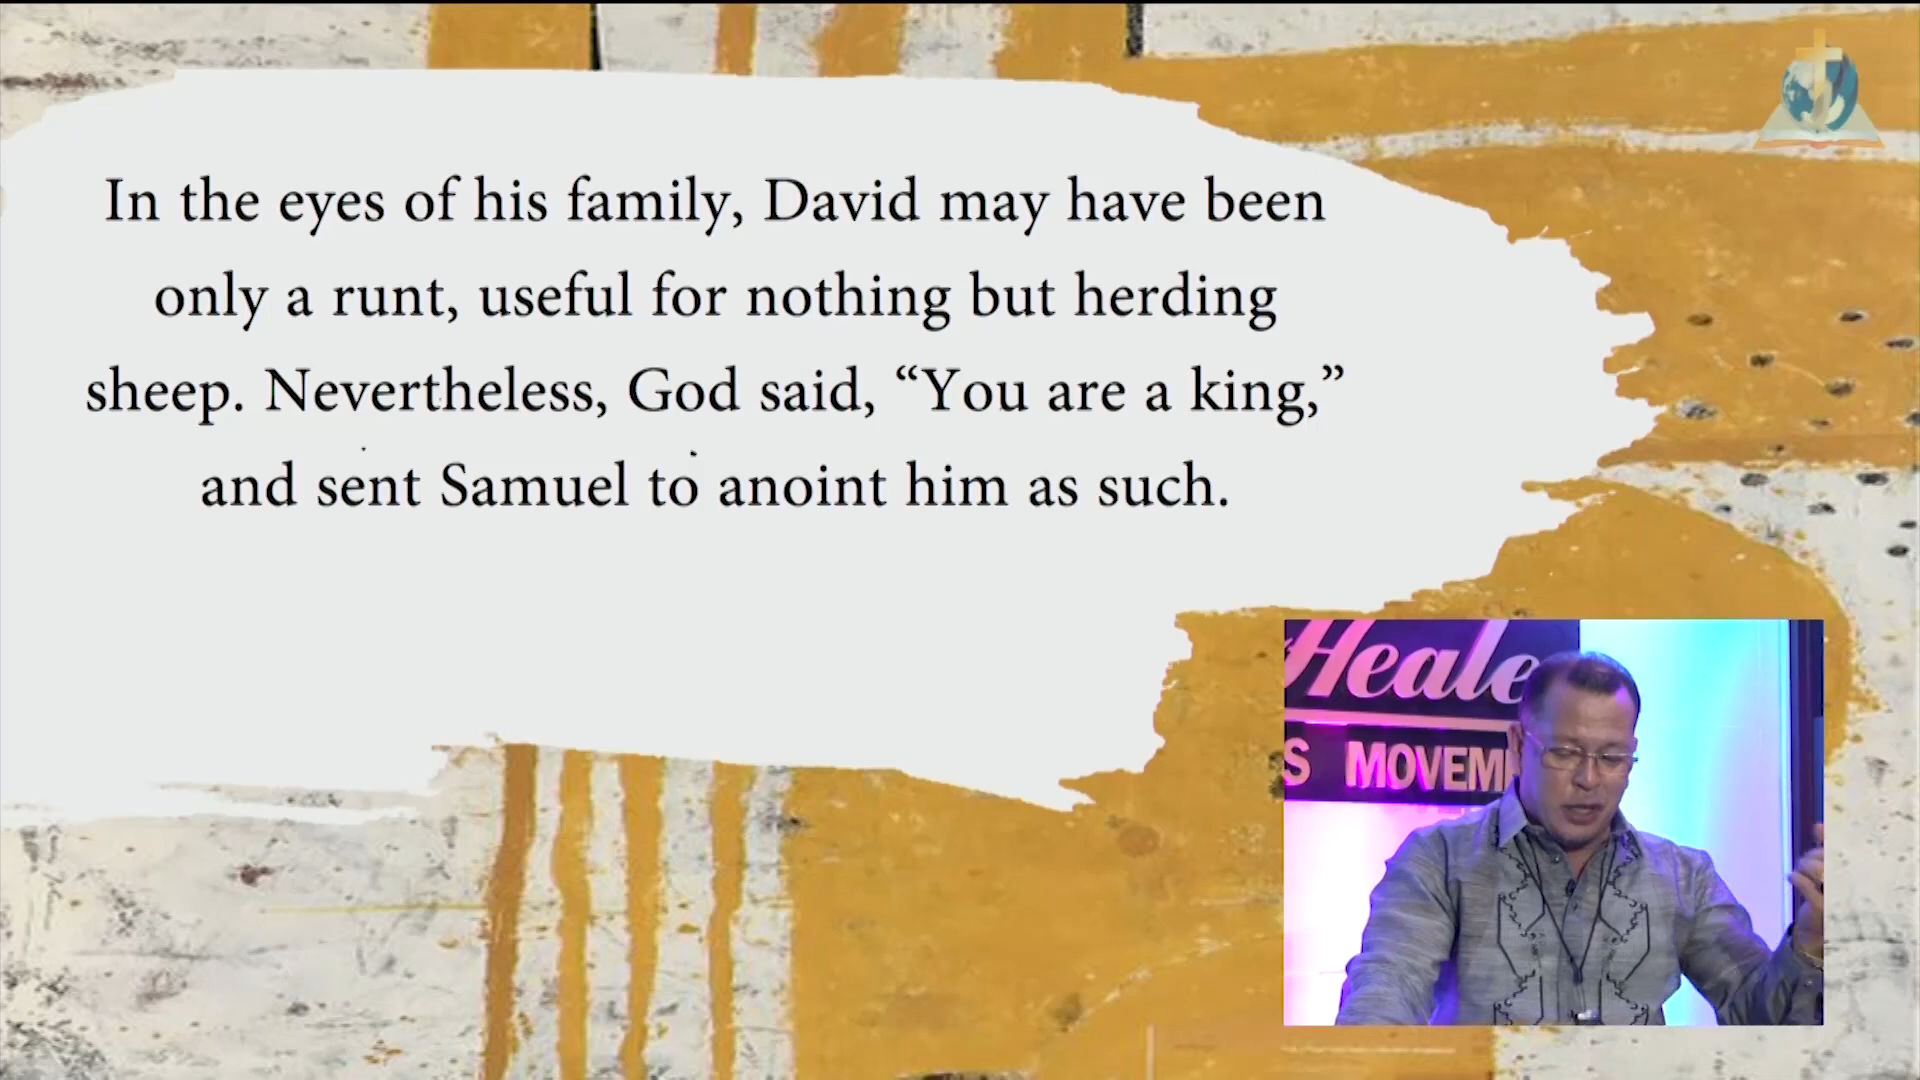 In the eyes of his family, David may have been
only a runt, useful for nothing but herding
sheep. Nevertheless, God said, “You are a king,”
and sent Samuel to anoint him as such.
Heale
S MOVEM